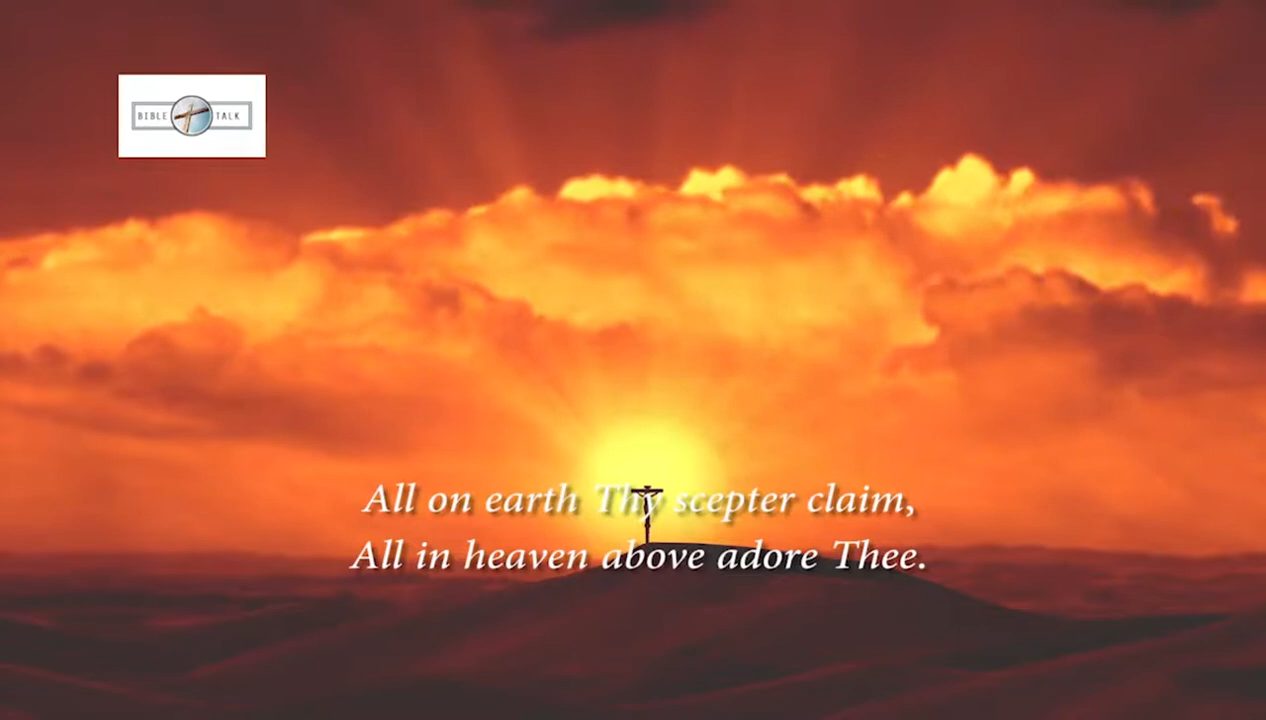 BIBLE TALK
All on earth Thy scepter claim,
All in heaven above adore Thee.